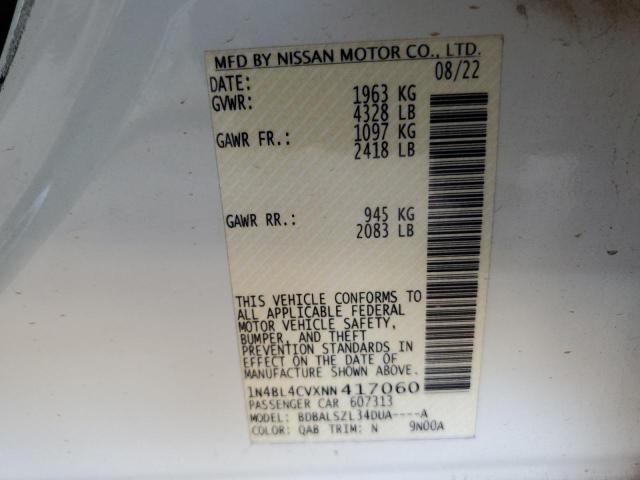 MFD BY NISSAN MOTOR CO., LTD.
DATE: 08/22
GVWR: 1963 KG
4328 LB
GAWR FR.: 1097 KG
2418 LB
GAWR RR.: 945 KG
2083 LB
THIS VEHICLE CONFORMS TO
ALL APPLICABLE FEDERAL
MOTOR VEHICLE SAFETY,
BUMPER, AND THEFT
PREVENTION STANDARDS IN
EFFECT ON THE DATE OF
MANUFACTURE SHOWN ABOVE.
1N4BL4CVXNN417060
PASSENGER CAR 607313
MODEL: BDBALSZL34DUA----A
COLOR: QAB TRIM: N 9N00A